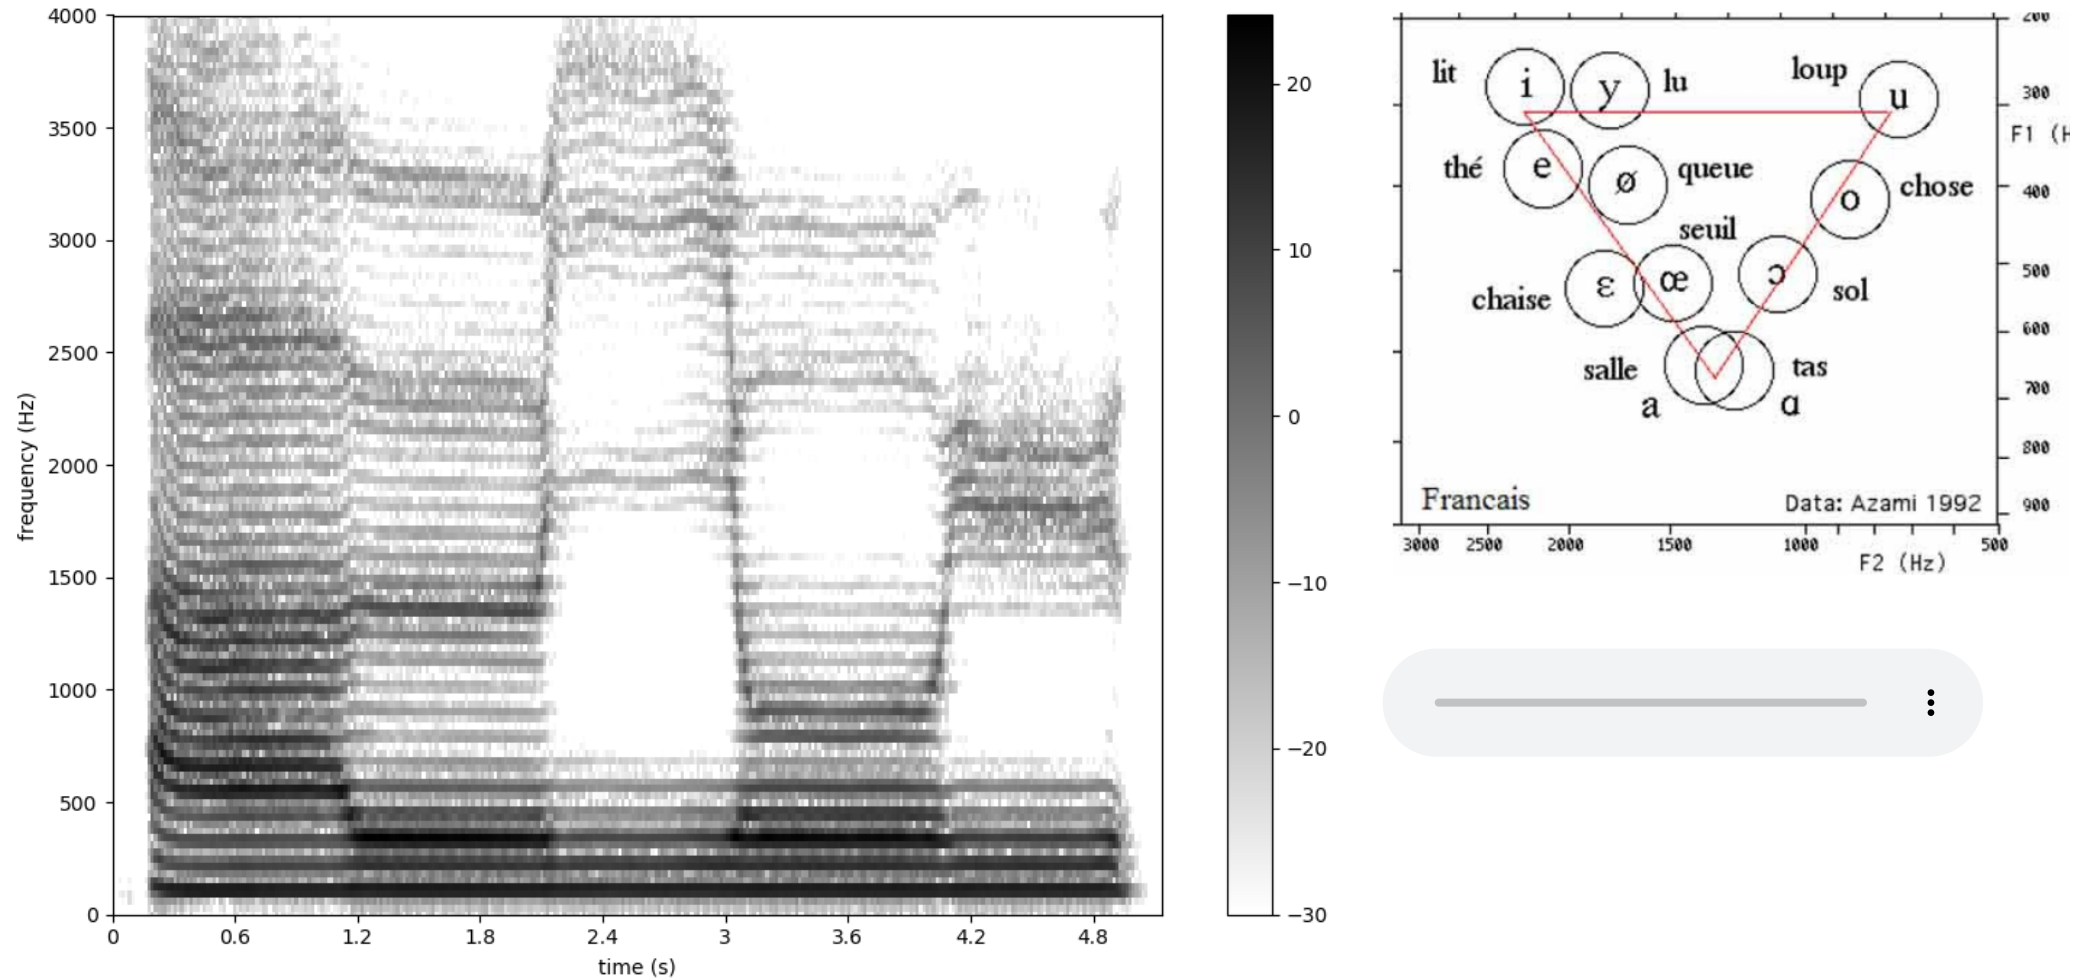 4000
3500
3000
2500
2000
1500
1000
500
0
frequency (Hz)
0 0.6 1.2 1.8 2.4 3 3.6 4.2 4.8
time (s)
20
10
0
−10
−20
−30
lit i y lu loup u
thé e ø queue o chose
seuil
chaise ɛ œ ɔ sol
salle tas
a ɑ
Francais Data: Azami 1992
200
300
F1 (H
400
500
600
700
800
900
3000 2500 2000 1500 1000 500
F2 (Hz)